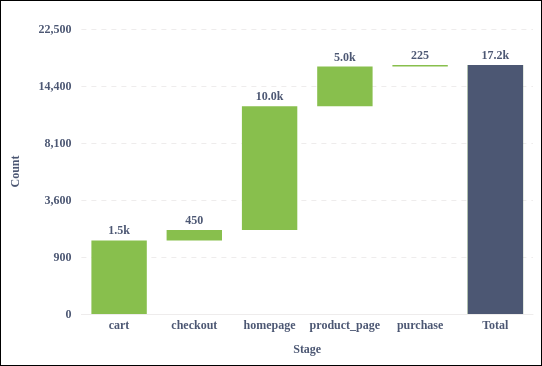 22,500
14,400
8,100
3,600
900
0
Count
1.5k
450
10.0k
5.0k
225
17.2k
cart checkout homepage product_page purchase Total
Stage